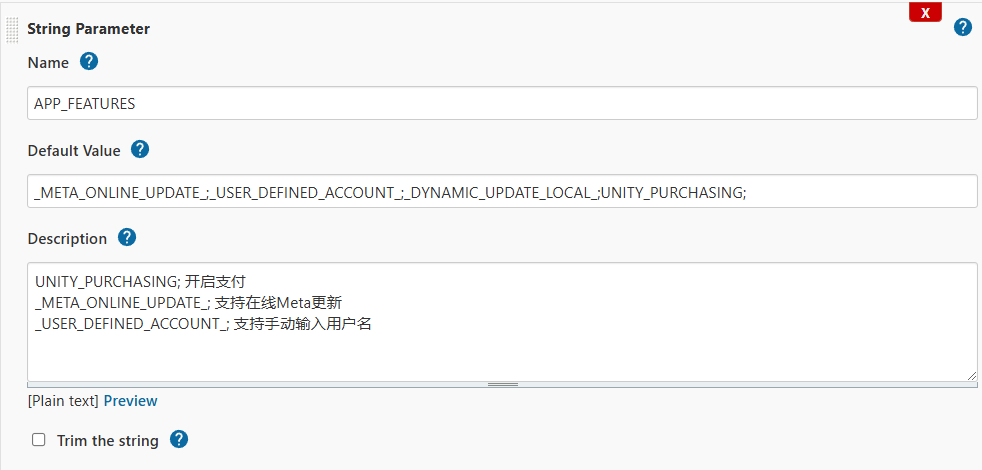 X
String Parameter
?
Name ?
APP_FEATURES
Default Value ?
_META_ONLINE_UPDATE_;_USER_DEFINED_ACCOUNT_;_DYNAMIC_UPDATE_LOCAL_;UNITY_PURCHASING;
Description ?
UNITY_PURCHASING; 开启支付
_META_ONLINE_UPDATE_; 支持在线Meta更新
_USER_DEFINED_ACCOUNT_; 支持手动输入用户名
[Plain text] Preview
Trim the string ?